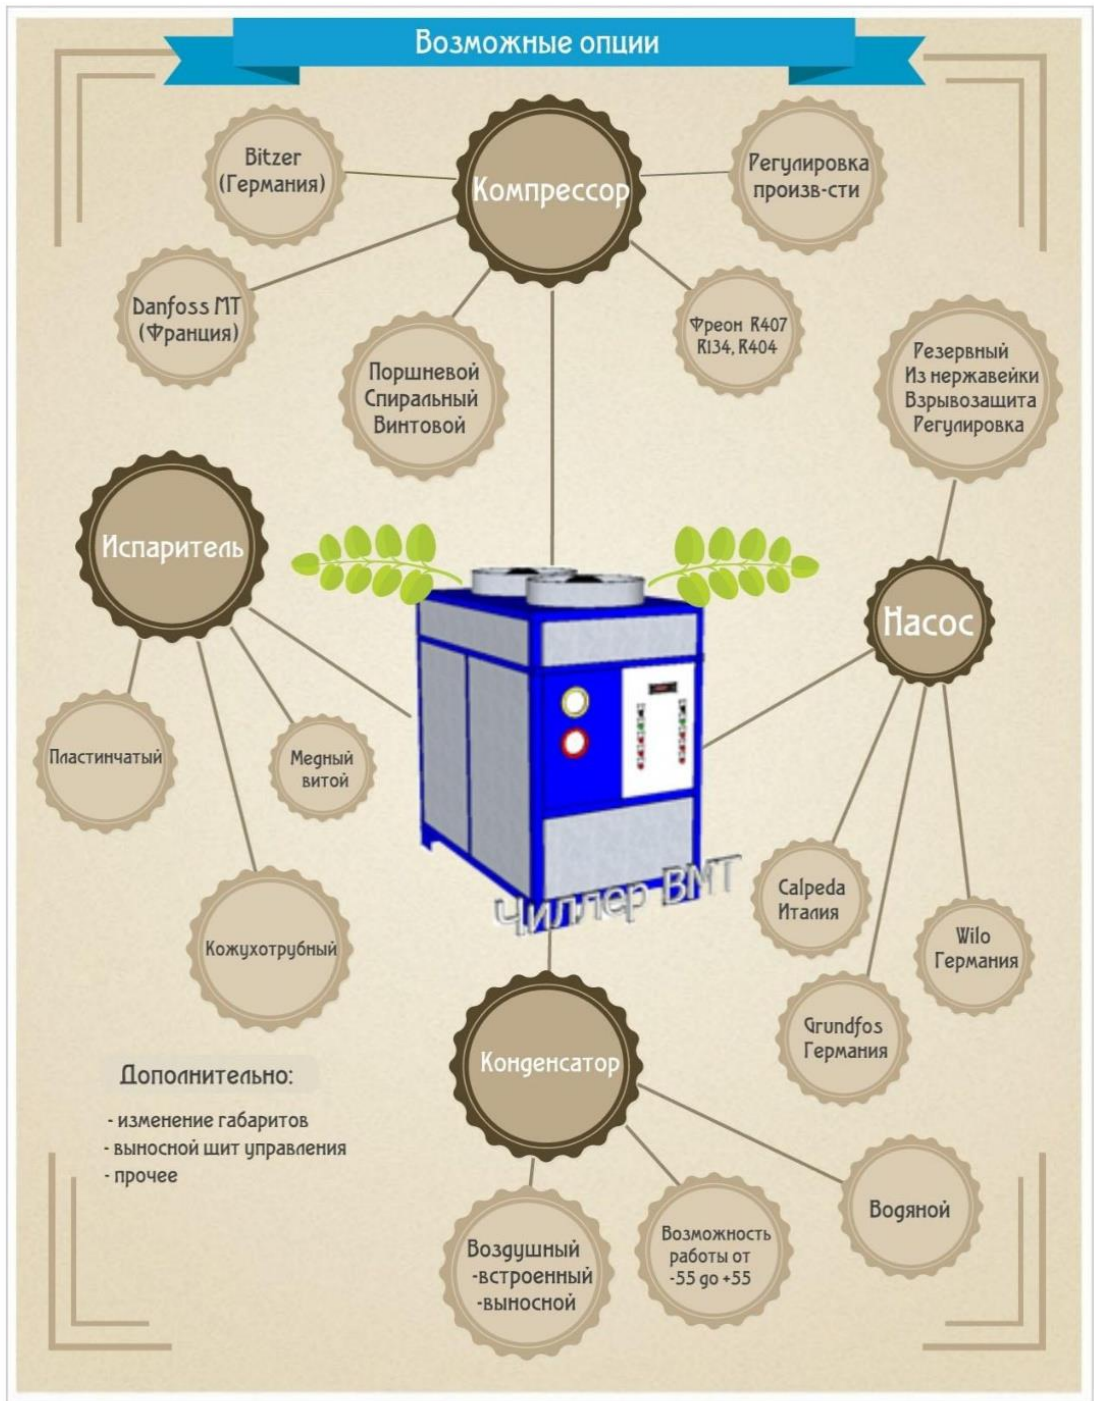 Возможные опции
Bitzer
(Германия)
Компрессор
Регулировка
произв-сти
Danfoss MT
(Франция)
Поршневой
Спиральный
Винтовой
Фреон R407
R134, R404
Резервный
Из нержавейки
Взрывозащита
Регулировка
Испаритель
Насос
Пластинчатый
Медный
витой
Кожухотрубный
Чиллер ВМТ
Calpeda
Италия
Wilo
Германия
Grundfos
Германия
Конденсатор
Дополнительно:
- изменение габаритов
- выносной щит управления
- прочее
Воздушный
-встроенный
-выносной
Возможность
работы от
-55 до +55
Водяной